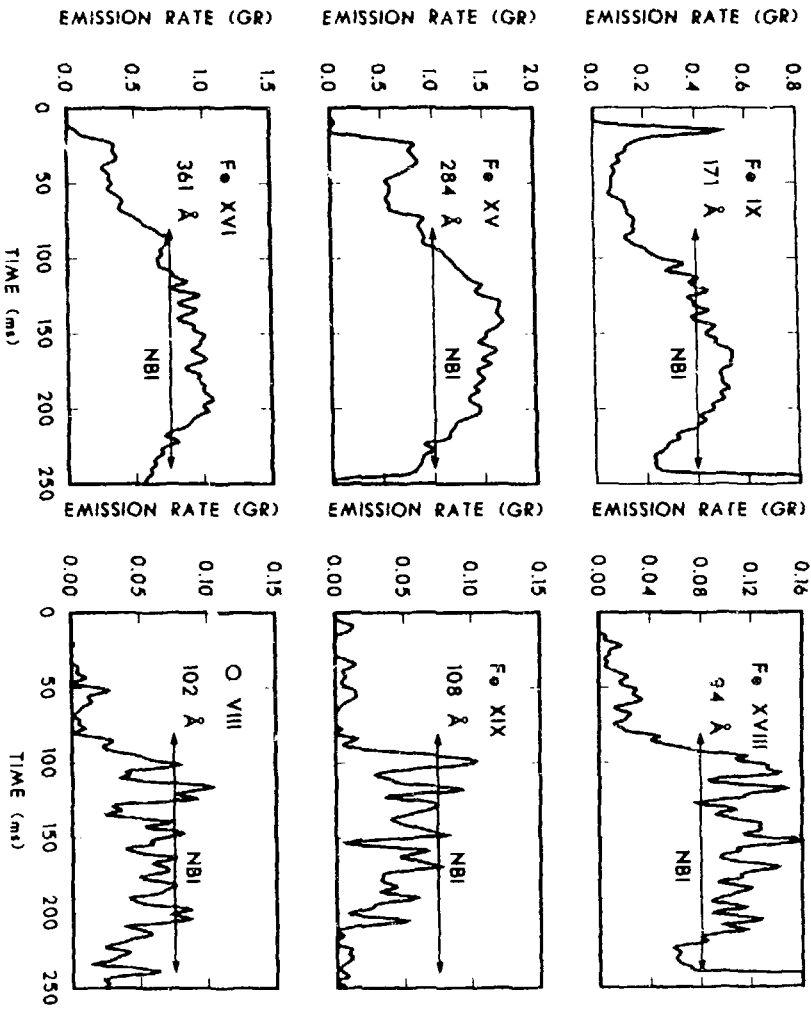 EMISSION RATE (GR)
0.8
0.6
0.4
0.2
0.0
Fe IX
171 Å
NBI
EMISSION RATE (GR)
0.16
0.12
0.08
0.04
0.00
Fe XVIII
94 Å
NBI
EMISSION RATE (GR)
2.0
1.5
1.0
0.5
0.0
Fe XV
284 Å
NBI
EMISSION RATE (GR)
0.15
0.10
0.05
0.00
Fe XIX
108 Å
NBI
EMISSION RATE (GR)
1.5
1.0
0.5
0.0
Fe XVI
361 Å
NBI
0 50 100 150 200 250
TIME (ms)
EMISSION RATE (GR)
0.15
0.10
0.05
0.00
O VIII
102 Å
NBI
0 50 100 150 200 250
TIME (ms)